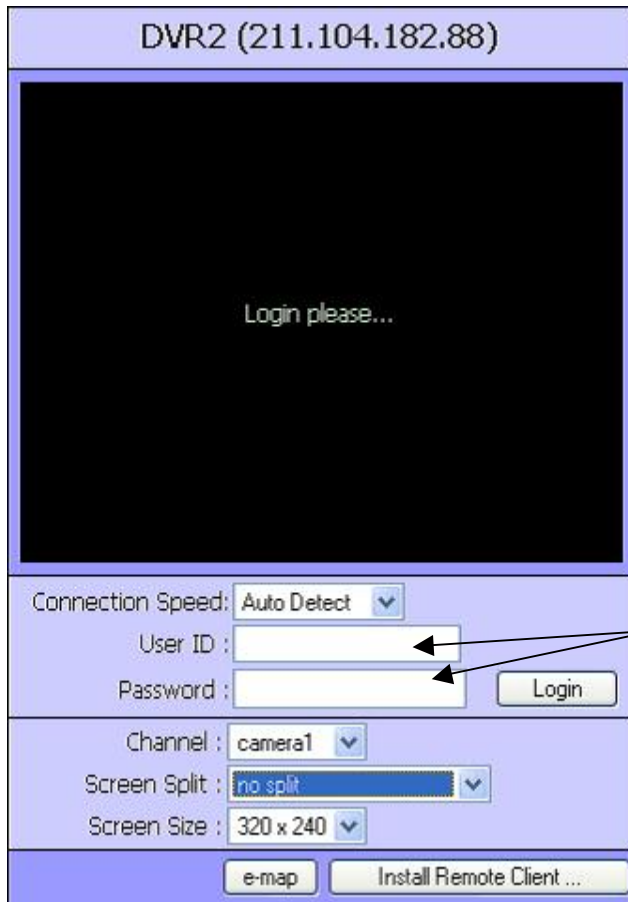 DVR2 (211.104.182.88)
Login please...
Connection Speed: Auto Detect
User ID :
Password : Login
Channel : camera1
Screen Split : no split
Screen Size : 320 x 240
e-map Install Remote Client ...